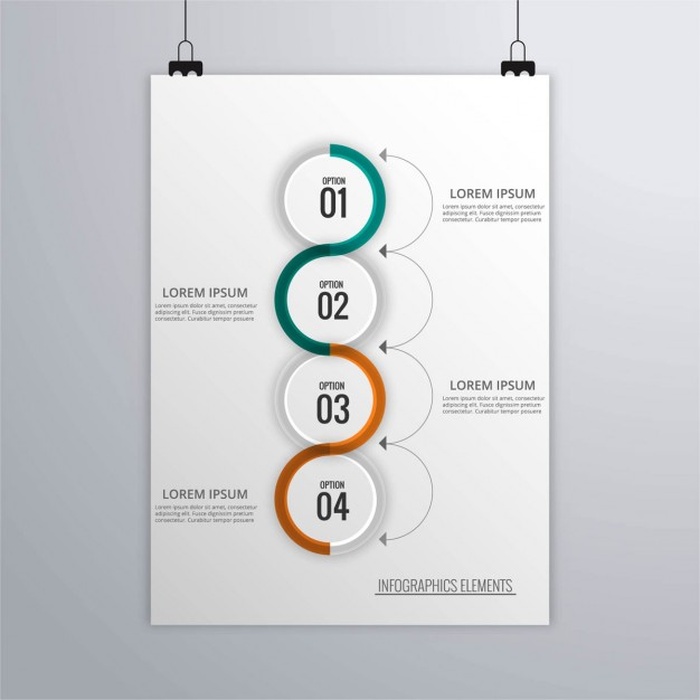 OPTION
01
LOREM IPSUM
Lorem ipsum dolor sit amet, consectetur
adipiscing elit. Fusce dignissim pretium
consectetur. Curabitur tempor posuere
OPTION
02
LOREM IPSUM
Lorem ipsum dolor sit amet, consectetur
adipiscing elit. Fusce dignissim pretium
consectetur. Curabitur tempor posuere
OPTION
03
LOREM IPSUM
Lorem ipsum dolor sit amet, consectetur
adipiscing elit. Fusce dignissim pretium
consectetur. Curabitur tempor posuere
OPTION
04
LOREM IPSUM
Lorem ipsum dolor sit amet, consectetur
adipiscing elit. Fusce dignissim pretium
consectetur. Curabitur tempor posuere
INFOGRAPHICS ELEMENTS